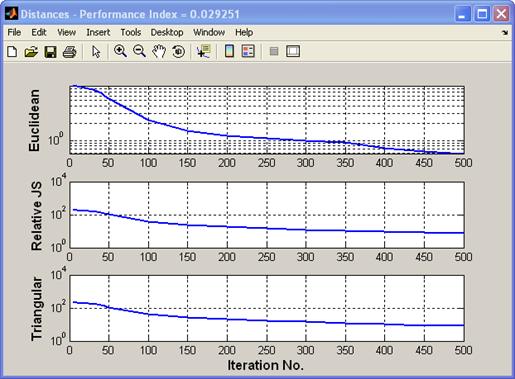 Distances - Performance Index = 0.029251
File Edit View Insert Tools Desktop Window Help
Euclidean
10^0
0 50 100 150 200 250 300 350 400 450 500
Relative JS
10^4
10^2
10^0
0 50 100 150 200 250 300 350 400 450 500
Triangular
10^4
10^2
10^0
0 50 100 150 200 250 300 350 400 450 500
Iteration No.